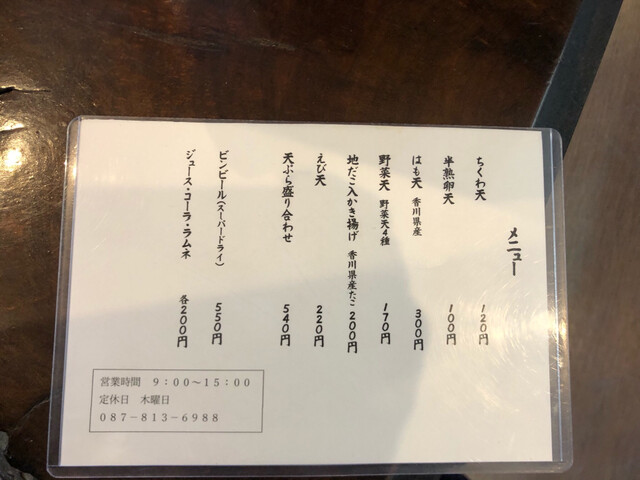 メニュー
ちくわ天 120円
半熟卵天 100円
はも天 香川県産 300円
野菜天 野菜天4種 170円
地だこ入かき揚げ 香川県産たこ 200円
えび天 220円
天ぷら盛り合わせ 540円
ビンビール(スーパードライ) 550円
ジュース・コーラ・ラムネ 各200円
営業時間 9:00〜15:00
定休日 木曜日
087-813-6988